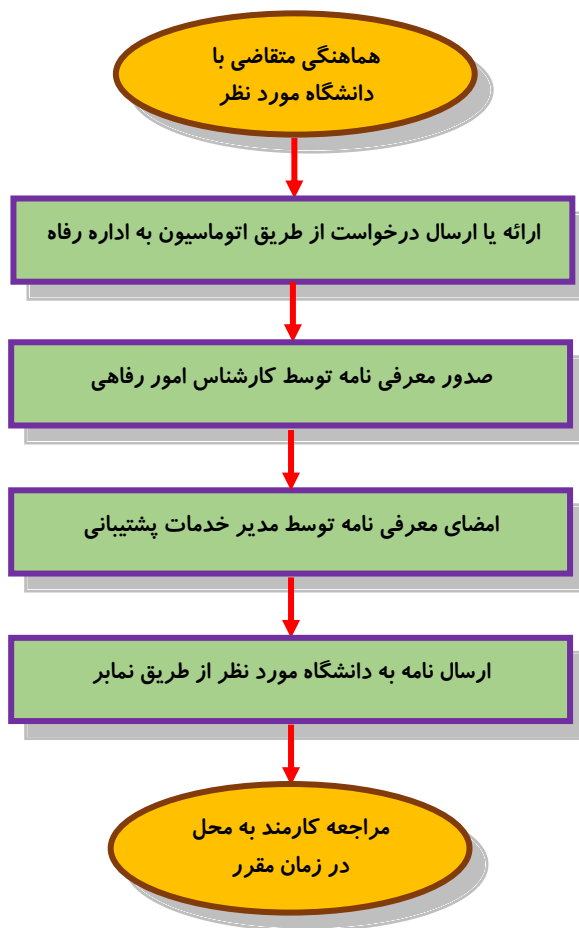 هماهنگی متقاضی با
دانشگاه مورد نظر
ارائه یا ارسال درخواست از طریق اتوماسیون به اداره رفاه
صدور معرفی نامه توسط کارشناس امور رفاهی
امضای معرفی نامه توسط مدیر خدمات پشتیبانی
ارسال نامه به دانشگاه مورد نظر از طریق نمابر
مراجعه کارمند به محل
در زمان مقرر